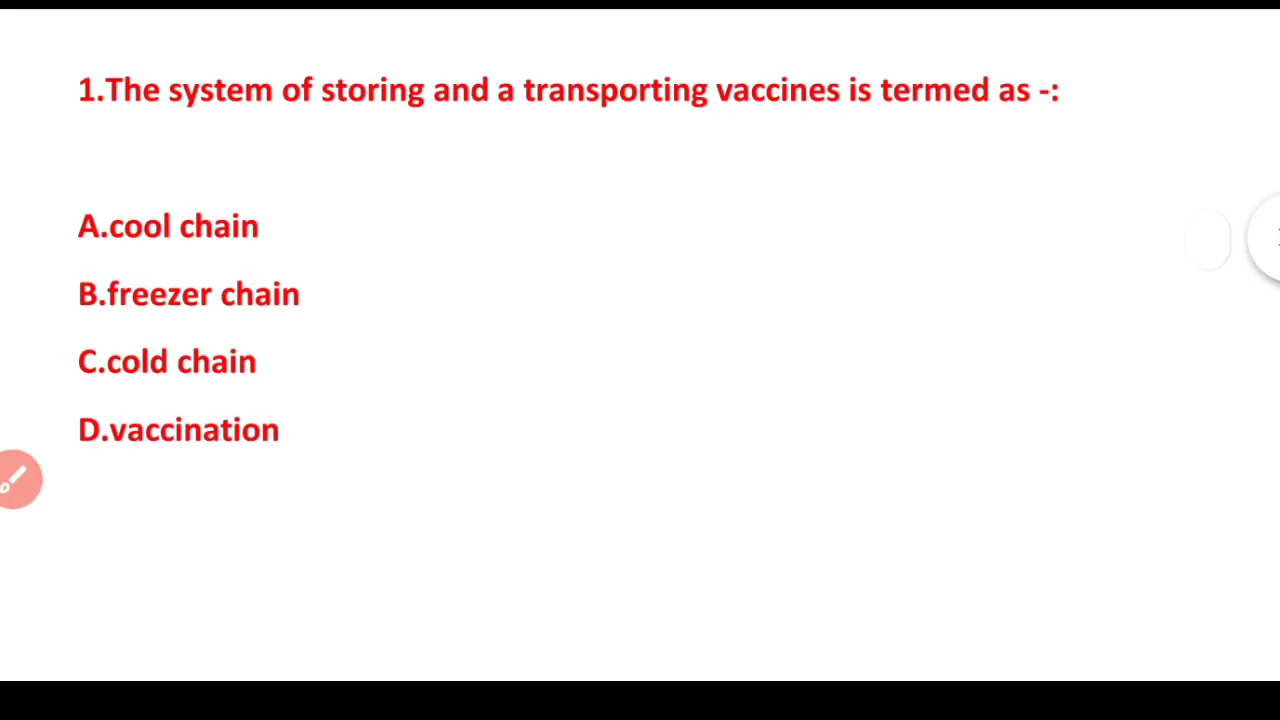 1.The system of storing and a transporting vaccines is termed as -:
A.cool chain
B.freezer chain
C.cold chain
D.vaccination